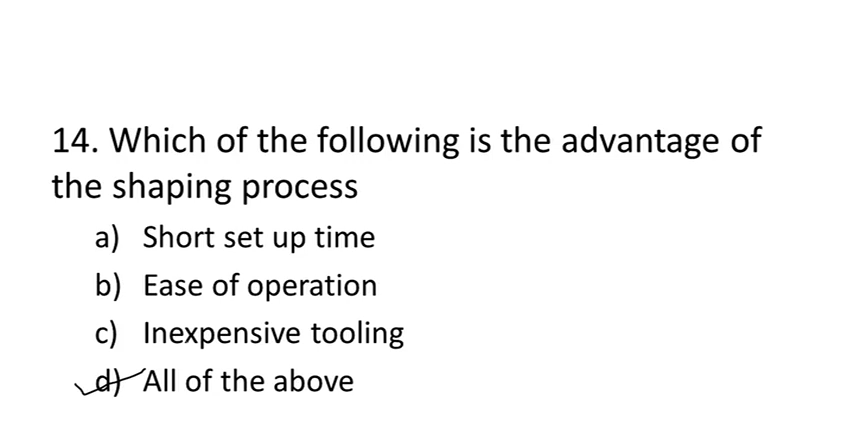 14. Which of the following is the advantage of
the shaping process
a) Short set up time
b) Ease of operation
c) Inexpensive tooling
d) All of the above